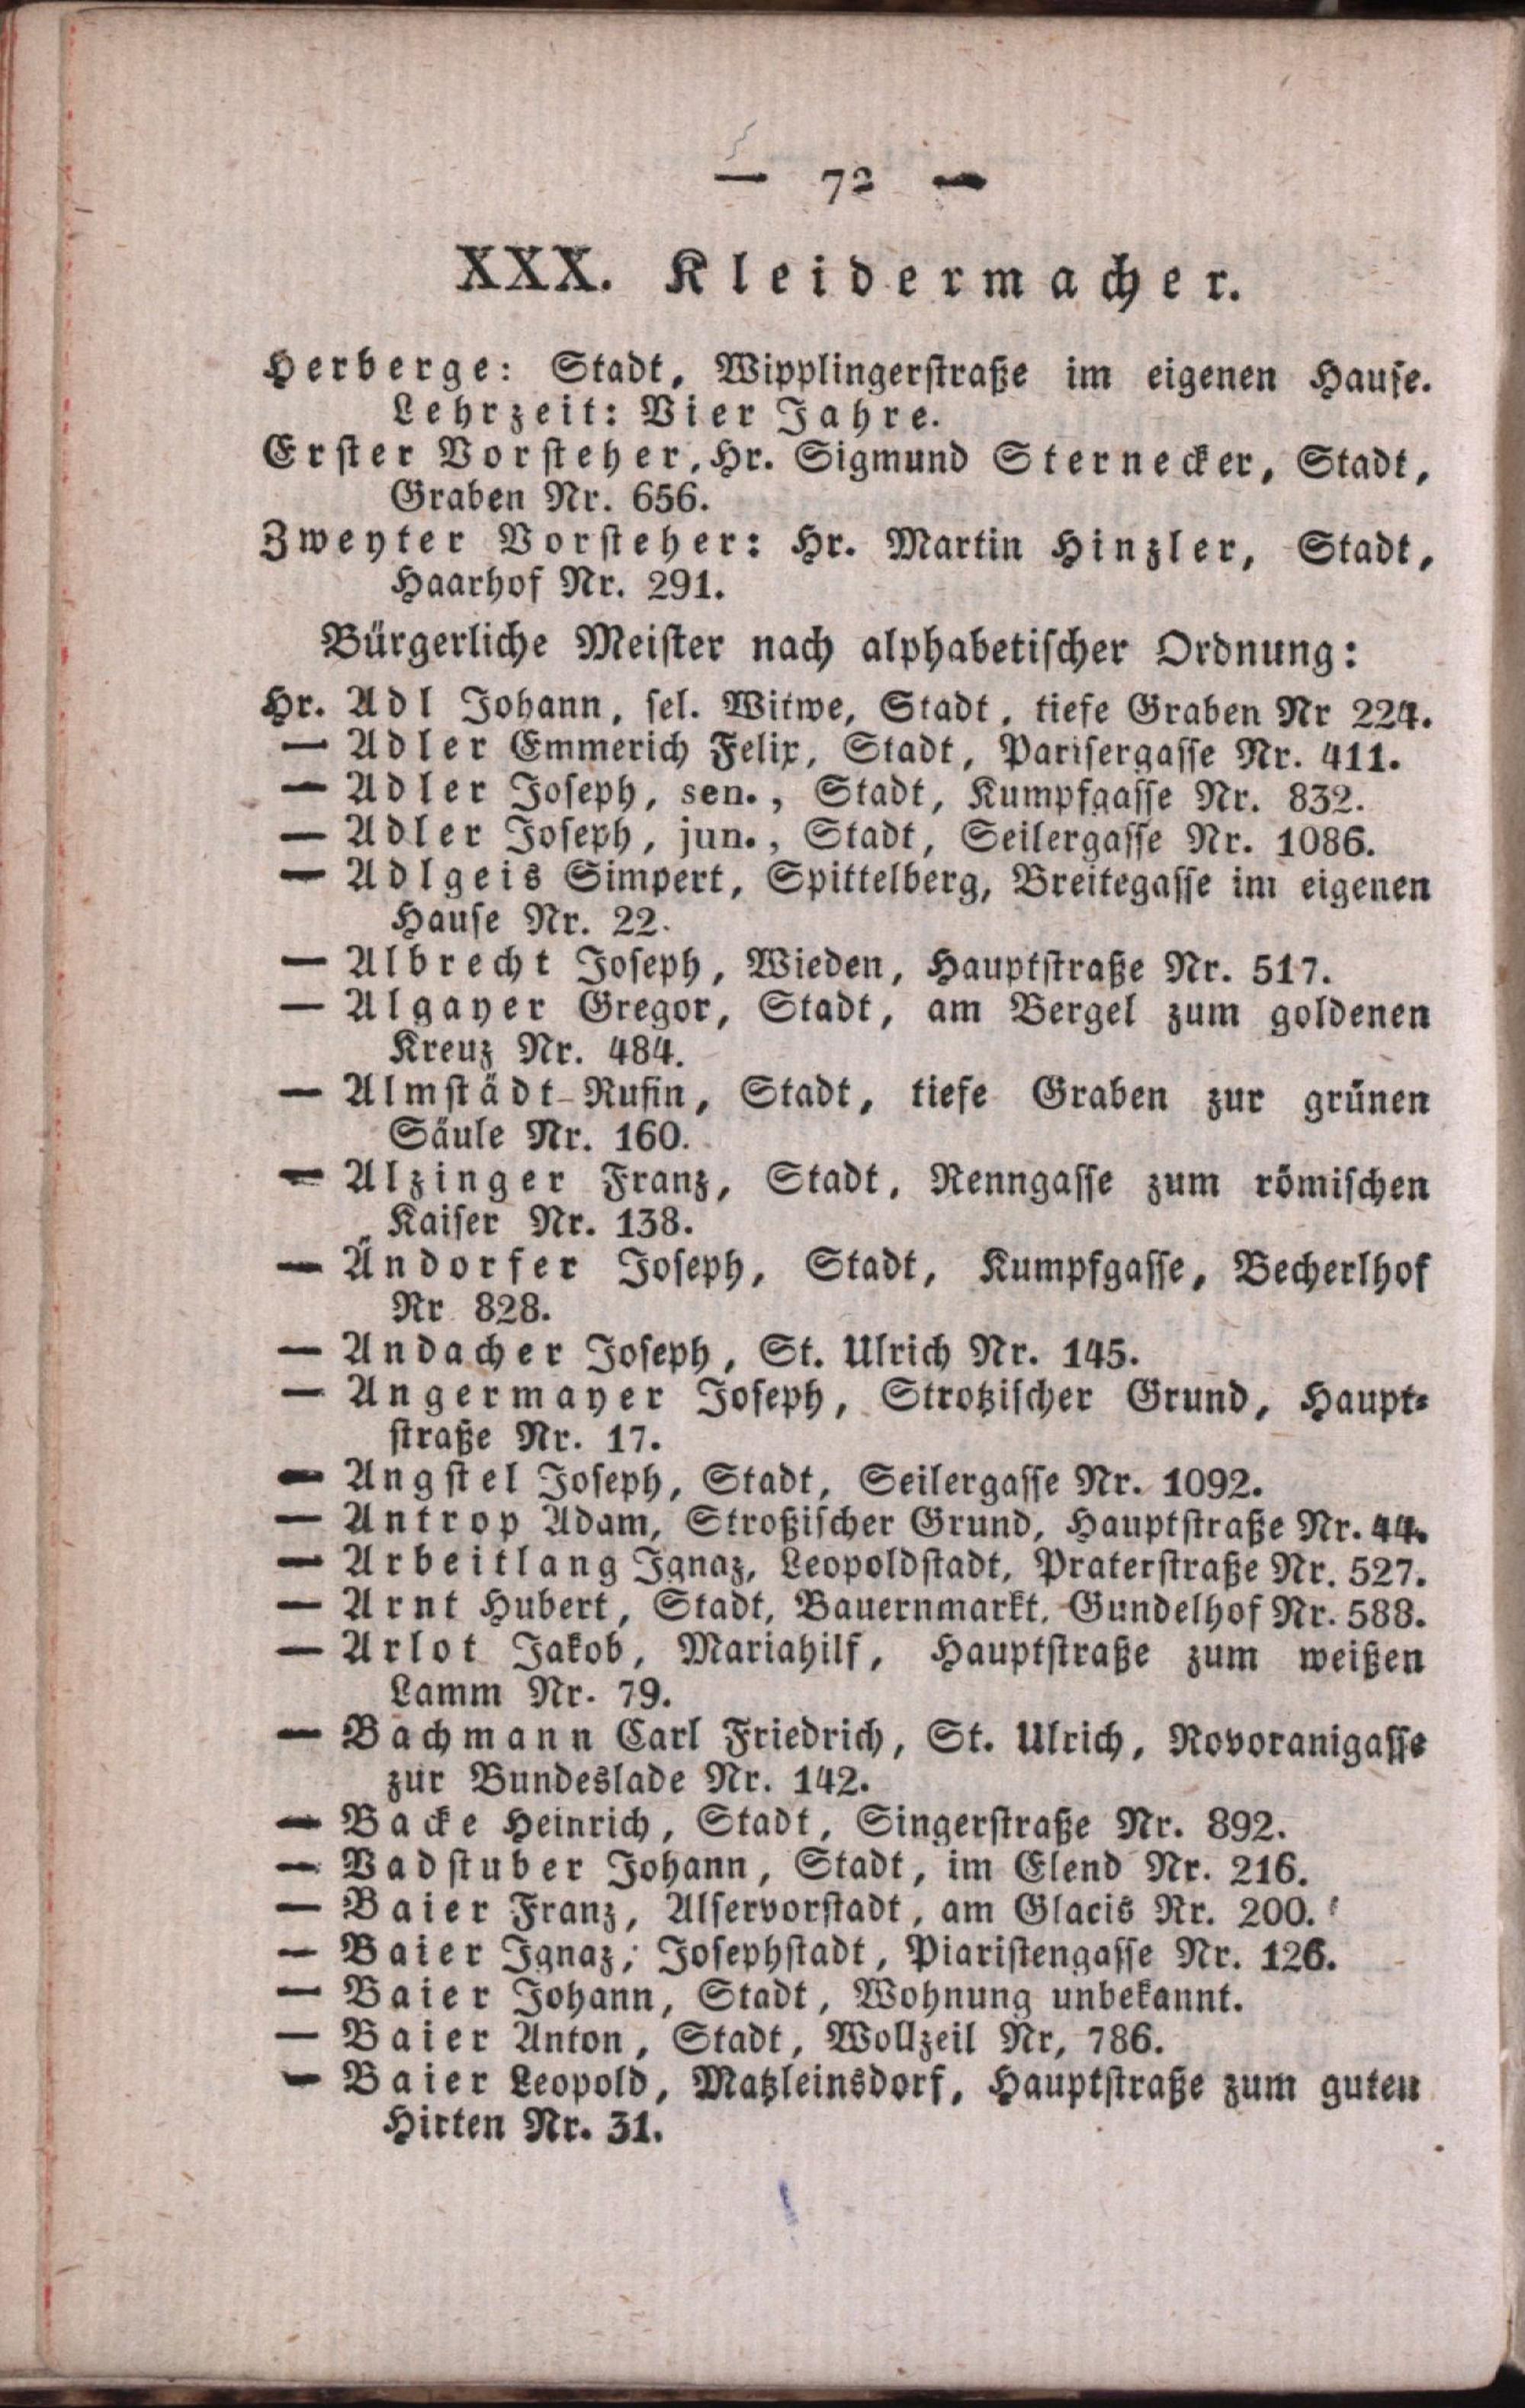 — 72 —
XXX. Kleidermacher.
Herberge: Stadt, Wipplingerstraße im eigenen Hause.
Lehrzeit: Vier Jahre.
Erster Vorsteher, Hr. Sigmund Sternecker, Stadt,
Graben Nr. 656.
Zweyter Vorsteher: Hr. Martin Hinzler, Stadt,
Haarhof Nr. 291.
Bürgerliche Meister nach alphabetischer Ordnung:
Hr. Adl Johann, sel. Witwe, Stadt, tiefe Graben Nr 224.
— Adler Emmerich Felix, Stadt, Parisergasse Nr. 411.
— Adler Joseph, sen., Stadt, Kumpfgasse Nr. 832.
— Adler Joseph, jun., Stadt, Seilergasse Nr. 1086.
— Adlgeis Simpert, Spittelberg, Breitegasse im eigenen
Hause Nr. 22.
— Albrecht Joseph, Wieden, Hauptstraße Nr. 517.
— Algayer Gregor, Stadt, am Bergel zum goldenen
Kreuz Nr. 484.
— Almstädt Rufin, Stadt, tiefe Graben zur grünen
Säule Nr. 160.
— Alzinger Franz, Stadt, Renngasse zum römischen
Kaiser Nr. 138.
— Ändorfer Joseph, Stadt, Kumpfgasse, Becherlhof
Nr 828.
— Andacher Joseph, St. Ulrich Nr. 145.
— Angermayer Joseph, Strotzischer Grund, Haupt-
straße Nr. 17.
— Angstel Joseph, Stadt, Seilergasse Nr. 1092.
— Antrop Adam, Stroßischer Grund, Hauptstraße Nr. 44.
— Arbeitlang Ignaz, Leopoldstadt, Praterstraße Nr. 527.
— Arnt Hubert, Stadt, Bauernmarkt, Gundelhof Nr. 588.
— Arlot Jakob, Mariahilf, Hauptstraße zum weißen
Lamm Nr. 79.
— Bachmann Carl Friedrich, St. Ulrich, Rovoranigasse
zur Bundeslade Nr. 142.
— Backe Heinrich, Stadt, Singerstraße Nr. 892.
— Badstuber Johann, Stadt, im Elend Nr. 216.
— Baier Franz, Alservorstadt, am Glacis Nr. 200.
— Baier Ignaz, Josephstadt, Piaristengasse Nr. 126.
— Baier Johann, Stadt, Wohnung unbekannt.
— Baier Anton, Stadt, Wollzeil Nr, 786.
— Baier Leopold, Matzleinsdorf, Hauptstraße zum guten
Hirten Nr. 31.